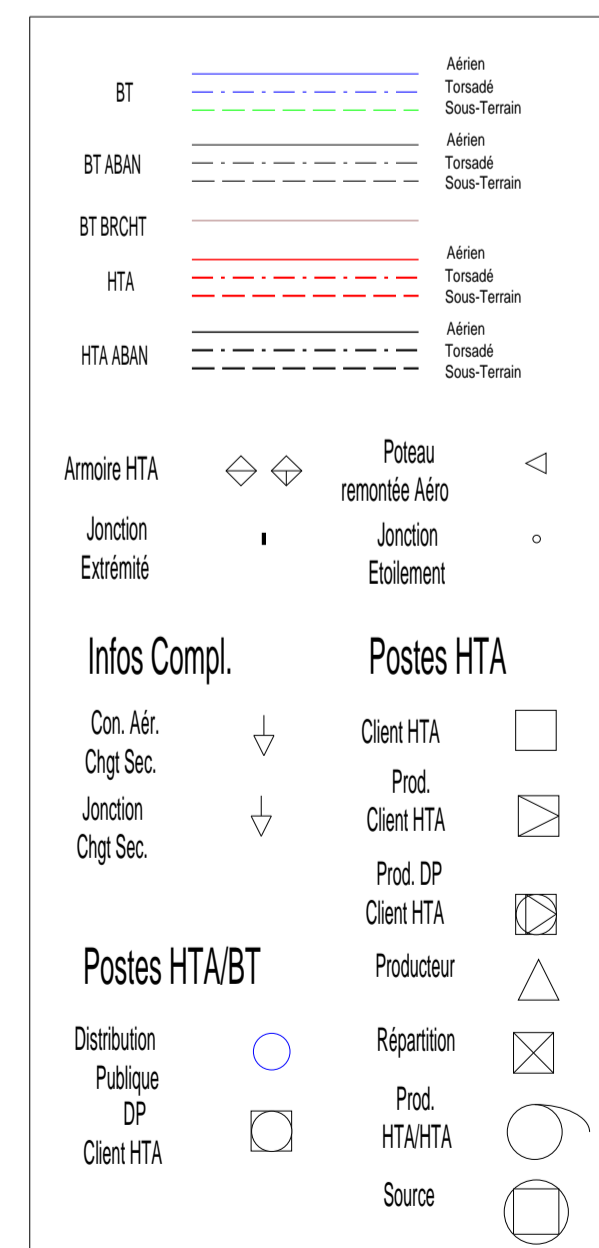 BT
Aérien
Torsadé
Sous-Terrain
BT ABAN
Aérien
Torsadé
Sous-Terrain
BT BRCHT
HTA
Aérien
Torsadé
Sous-Terrain
HTA ABAN
Aérien
Torsadé
Sous-Terrain
Armoire HTA
Poteau
remontée Aéro
Jonction
Extrémité
Jonction
Etoilement
Infos Compl.
Con. Aér.
Chgt Sec.
Jonction
Chgt Sec.
Postes HTA
Client HTA
Prod.
Client HTA
Prod. DP
Client HTA
Producteur
Répartition
Prod.
HTA/HTA
Source
Postes HTA/BT
Distribution
Publique
DP
Client HTA